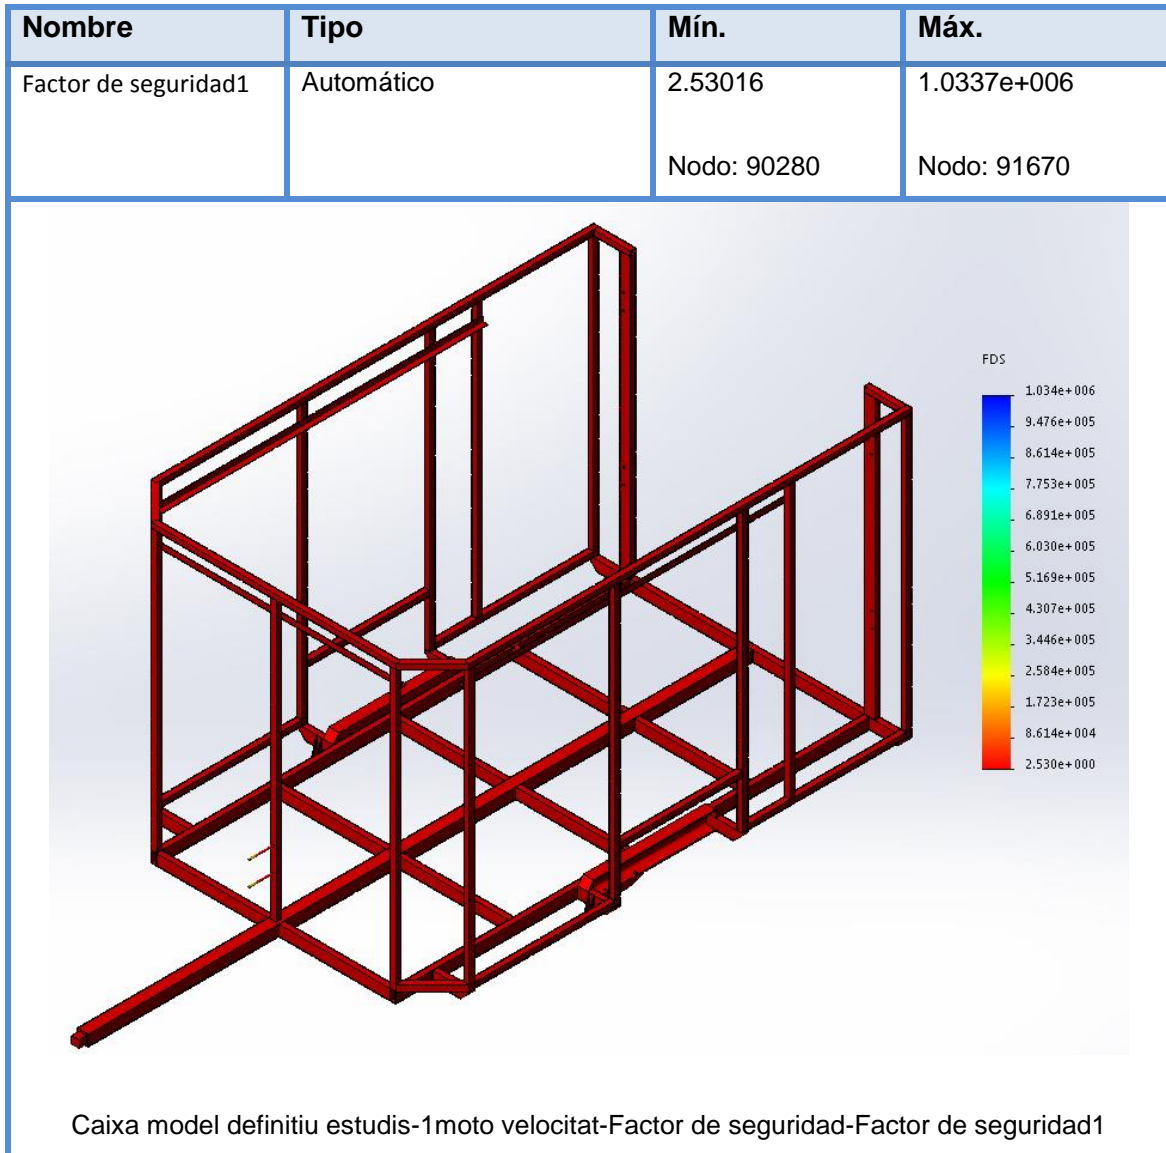 Nombre Tipo Mín. Máx.
Factor de seguridad1 Automático 2.53016 1.0337e+006
Nodo: 90280 Nodo: 91670
FDS
1.034e+006
9.476e+005
8.614e+005
7.753e+005
6.891e+005
6.030e+005
5.169e+005
4.307e+005
3.446e+005
2.584e+005
1.723e+005
8.614e+004
2.530e+000
Caixa model definitiu estudis-1moto velocitat-Factor de seguridad-Factor de seguridad1